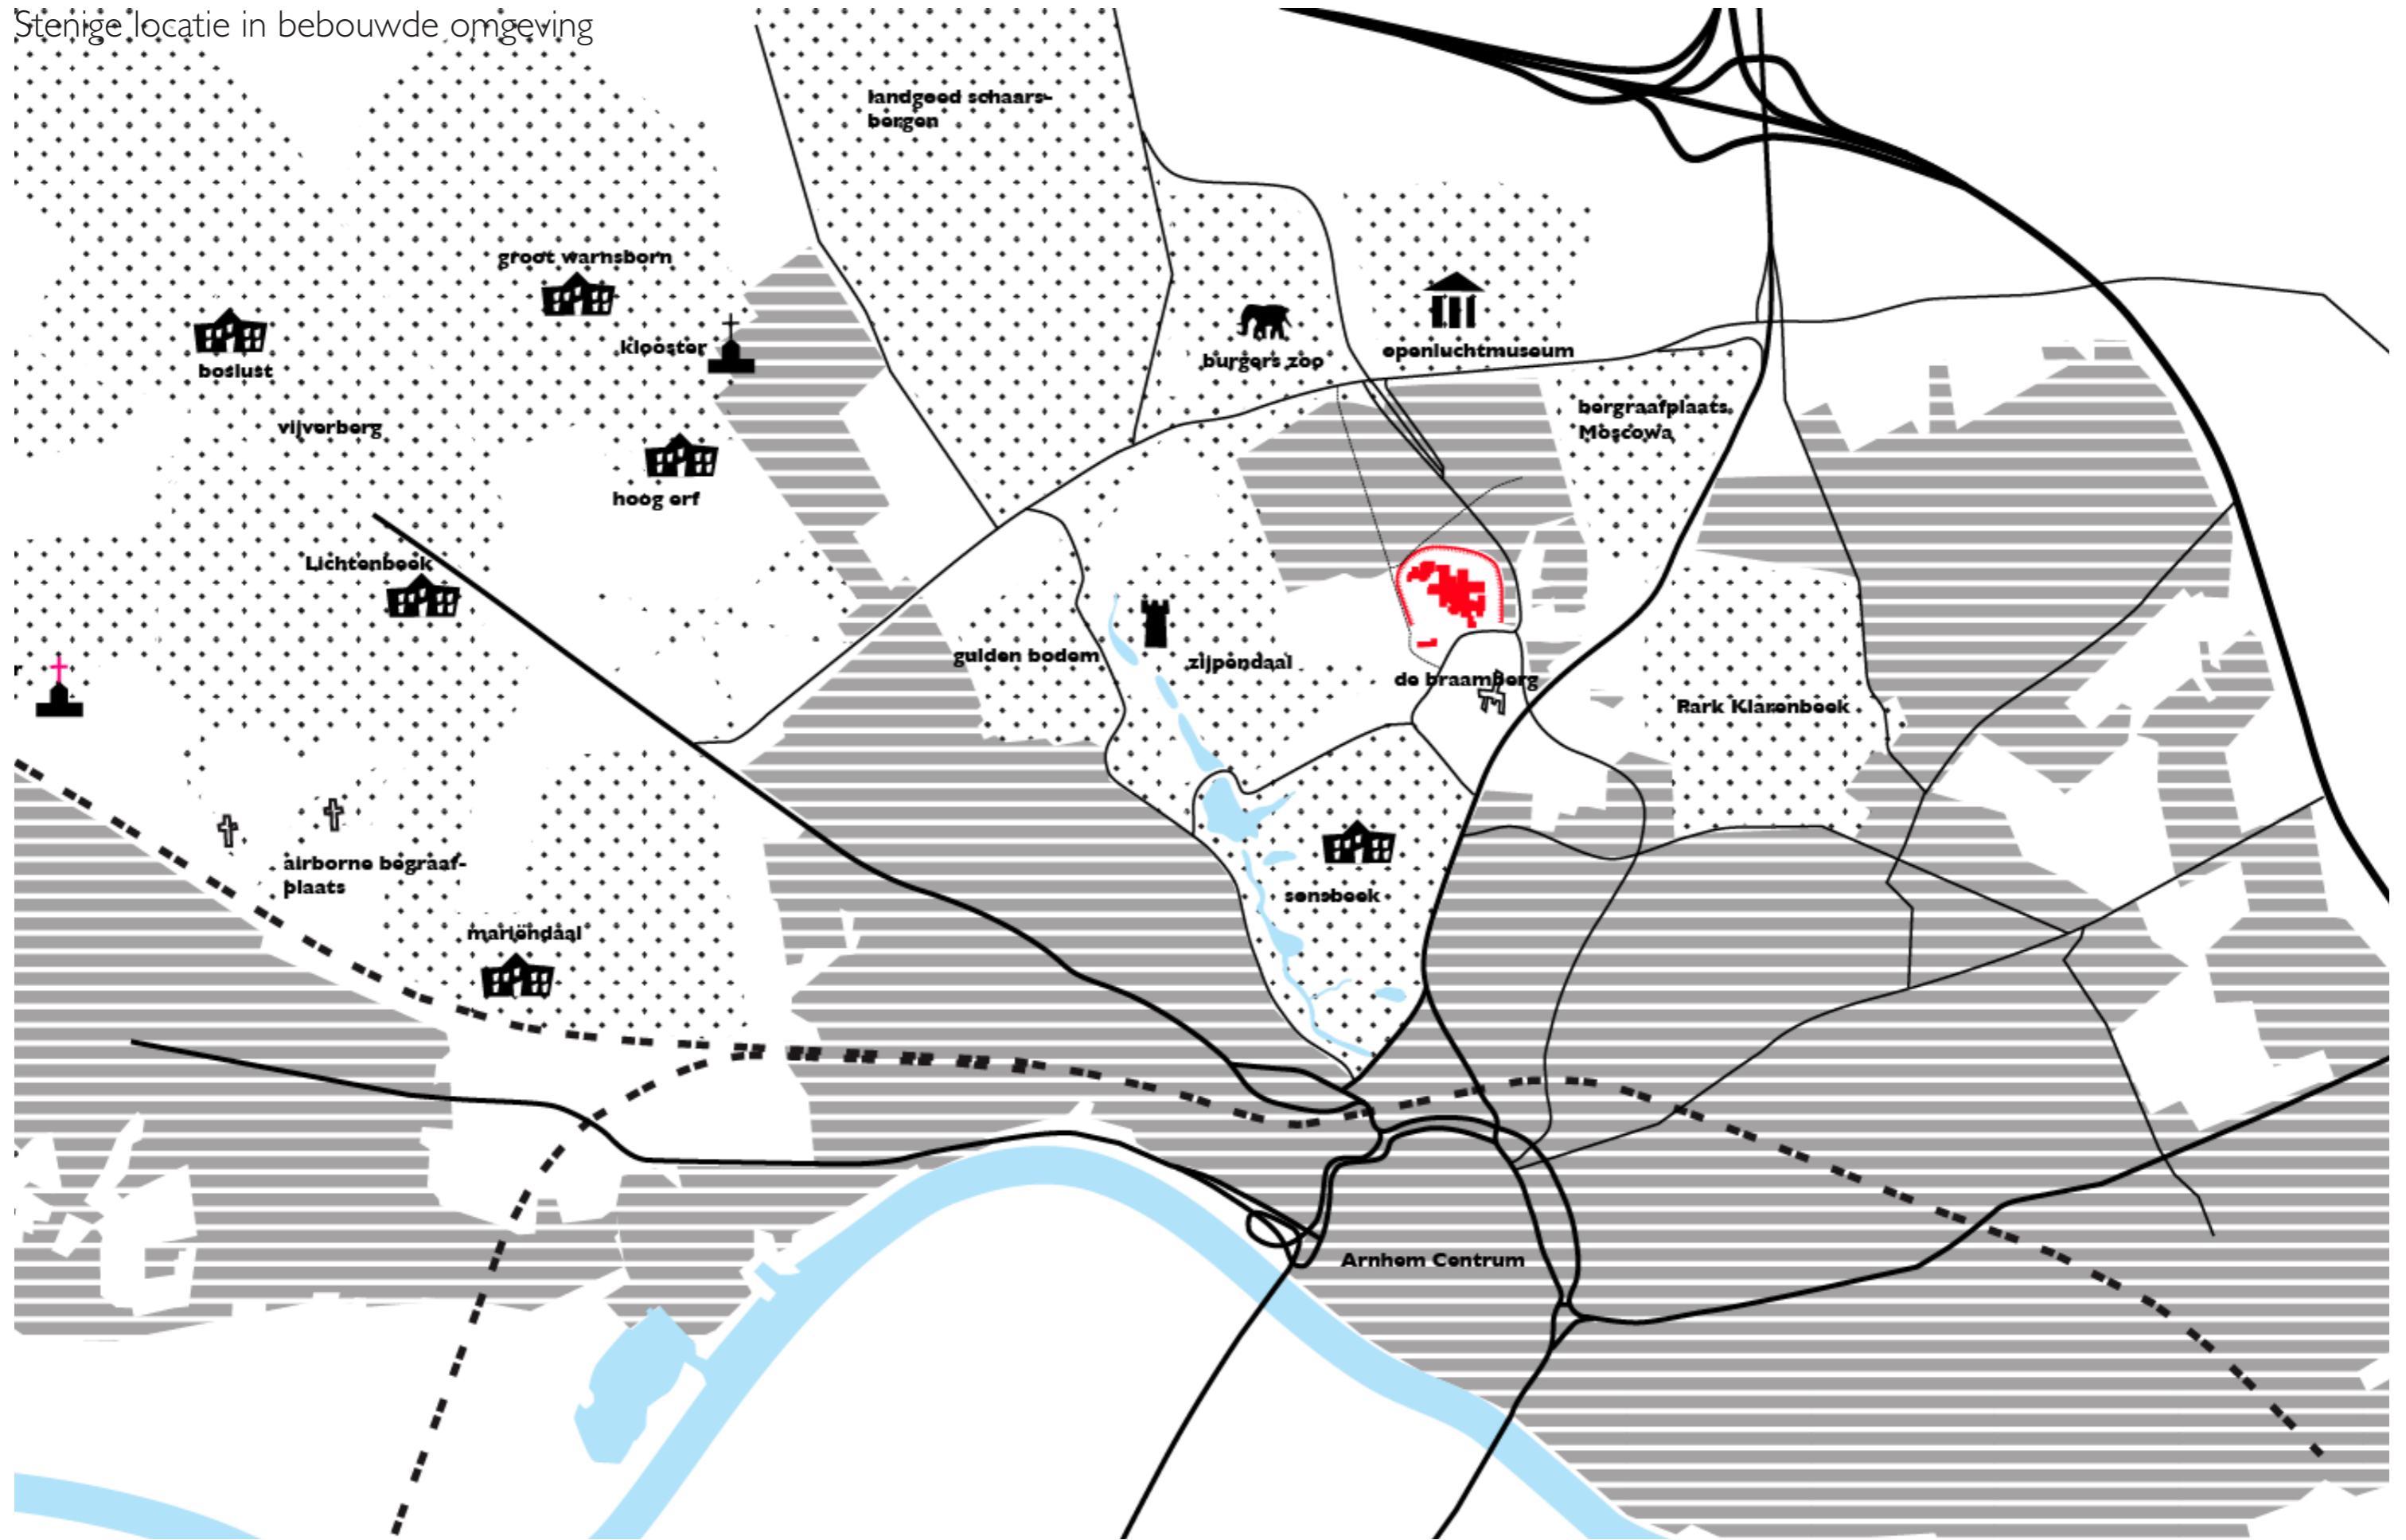 Stenige locatie in bebouwde omgeving
landgoed schaars-
bergen
groot warnsborn
klooster
boslust
burgers zoo
openluchtmuseum
vijverberg
begraafplaats
Moscowa
hoog erf
Lichtenbeek
gulden bodem
zijpendaal
r
de braamberg
Park Klarenbeek
airborne begraaf-
plaats
sonsbeek
mariëndaal
Arnhem Centrum